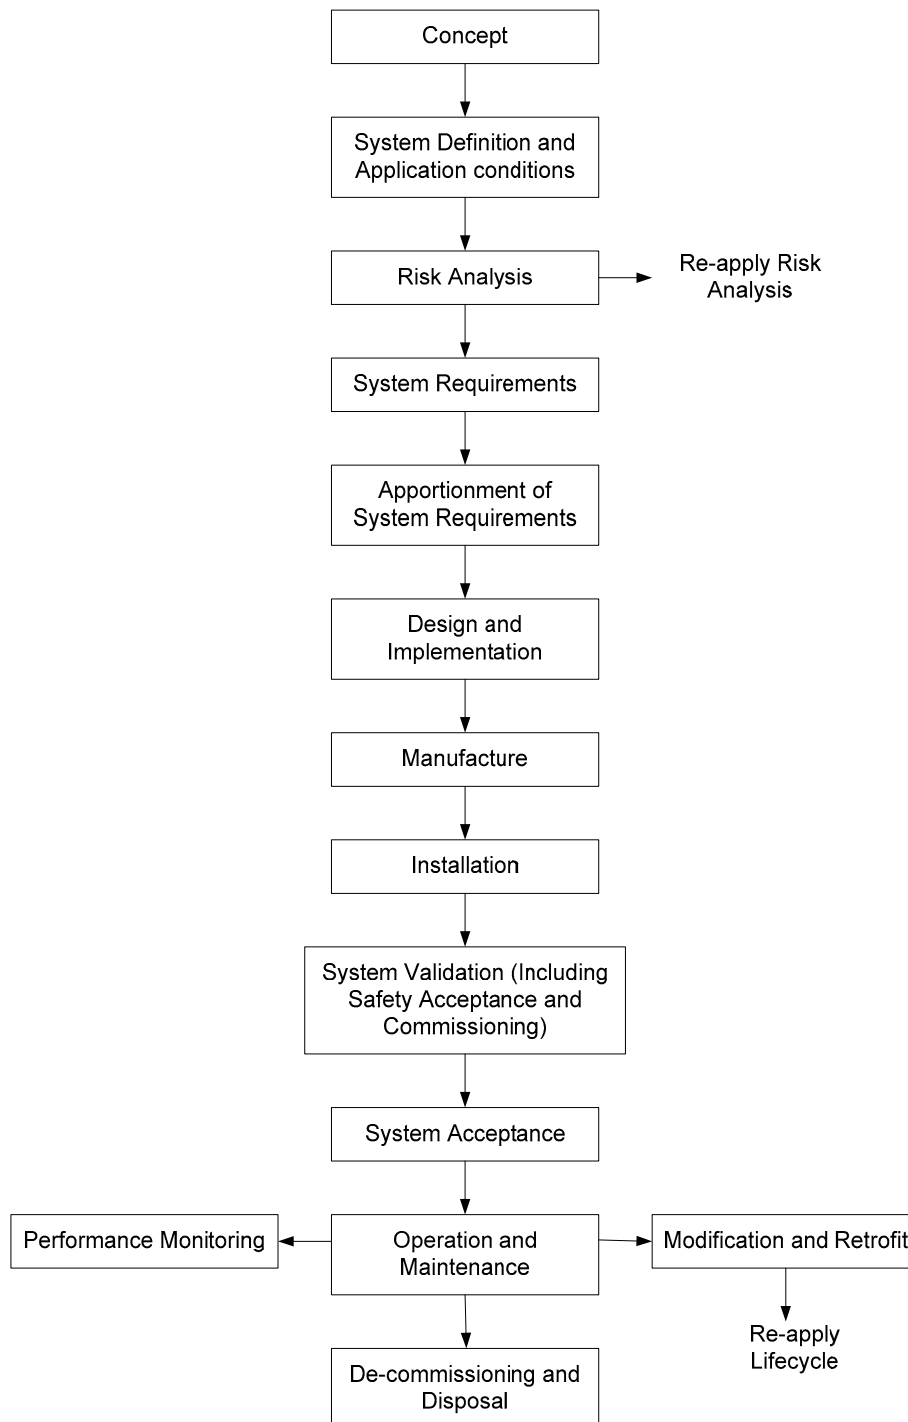 Concept
System Definition and
Application conditions
Risk Analysis
Re-apply Risk
Analysis
System Requirements
Apportionment of
System Requirements
Design and
Implementation
Manufacture
Installation
System Validation (Including
Safety Acceptance and
Commissioning)
System Acceptance
Performance Monitoring
Operation and
Maintenance
Modification and Retrofit
Re-apply
Lifecycle
De-commissioning and
Disposal